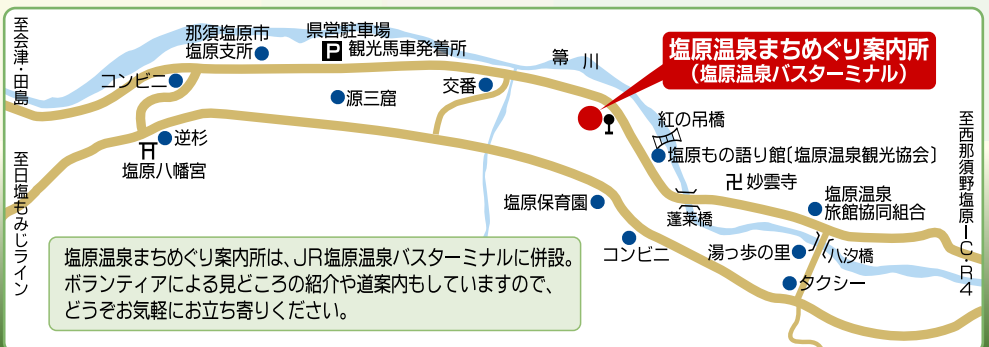 至会津・田島
那須塩原市
塩原支所
県営駐車場
P 観光馬車発着所
箒川
塩原温泉まちめぐり案内所
(塩原温泉バスターミナル)
コンビニ
源三窟
交番
紅の吊橋
至西那須野塩原IC・R4
逆杉
塩原八幡宮
塩原もの語り館〔塩原温泉観光協会〕
卍妙雲寺
至日塩もみじライン
塩原保育園
蓬莱橋
塩原温泉
旅館協同組合
コンビニ
湯っ歩の里
八汐橋
タクシー
塩原温泉まちめぐり案内所は、JR塩原温泉バスターミナルに併設。
ボランティアによる見どころの紹介や道案内もしていますので、
どうぞお気軽にお立ち寄りください。